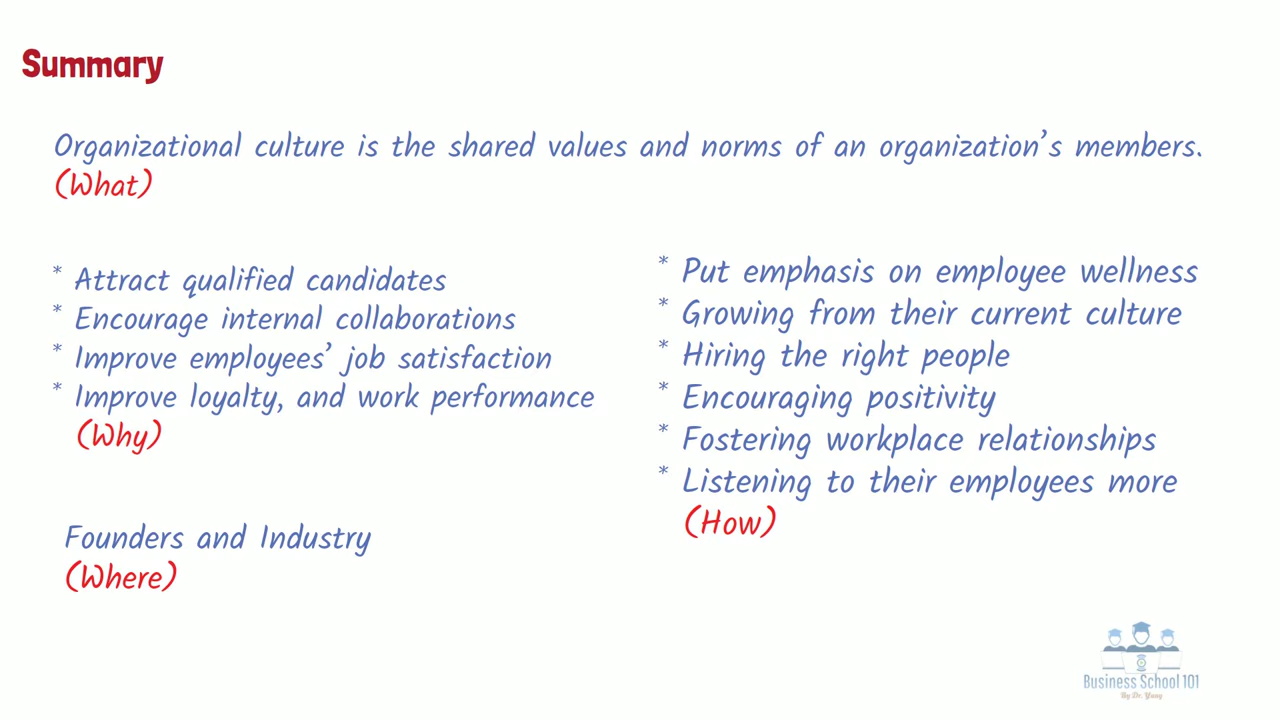 Summary
Organizational culture is the shared values and norms of an organization's members.
(What)
* Attract qualified candidates
* Encourage internal collaborations
* Improve employees' job satisfaction
* Improve loyalty, and work performance
(Why)
Founders and Industry
(Where)
* Put emphasis on employee wellness
* Growing from their current culture
* Hiring the right people
* Encouraging positivity
* Fostering workplace relationships
* Listening to their employees more
(How)
Business School 101
By Dr. Yang